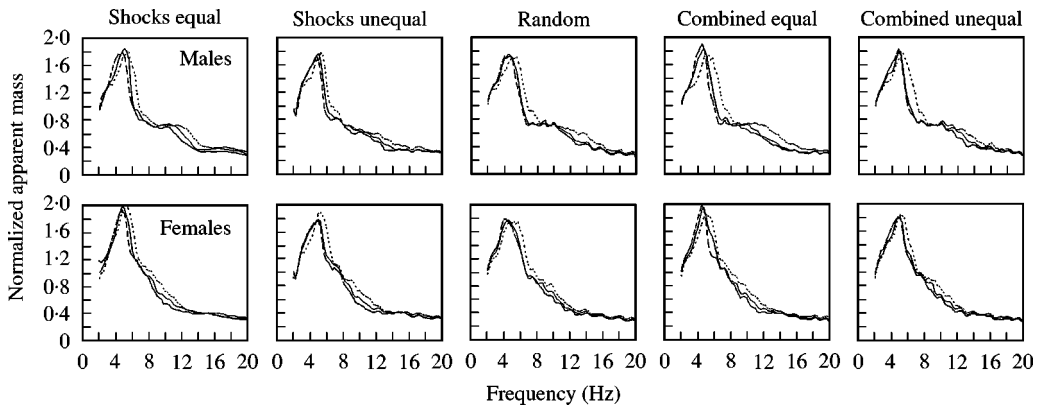 Shocks equal Shocks unequal Random Combined equal Combined unequal
Normalized apparent mass
2·0
1·6
1·2
0·8
0·4
0
Males
2·0
1·6
1·2
0·8
0·4
0
Females
0 4 8 12 16 20 0 4 8 12 16 20 0 4 8 12 16 20 0 4 8 12 16 20 0 4 8 12 16 20
Frequency (Hz)